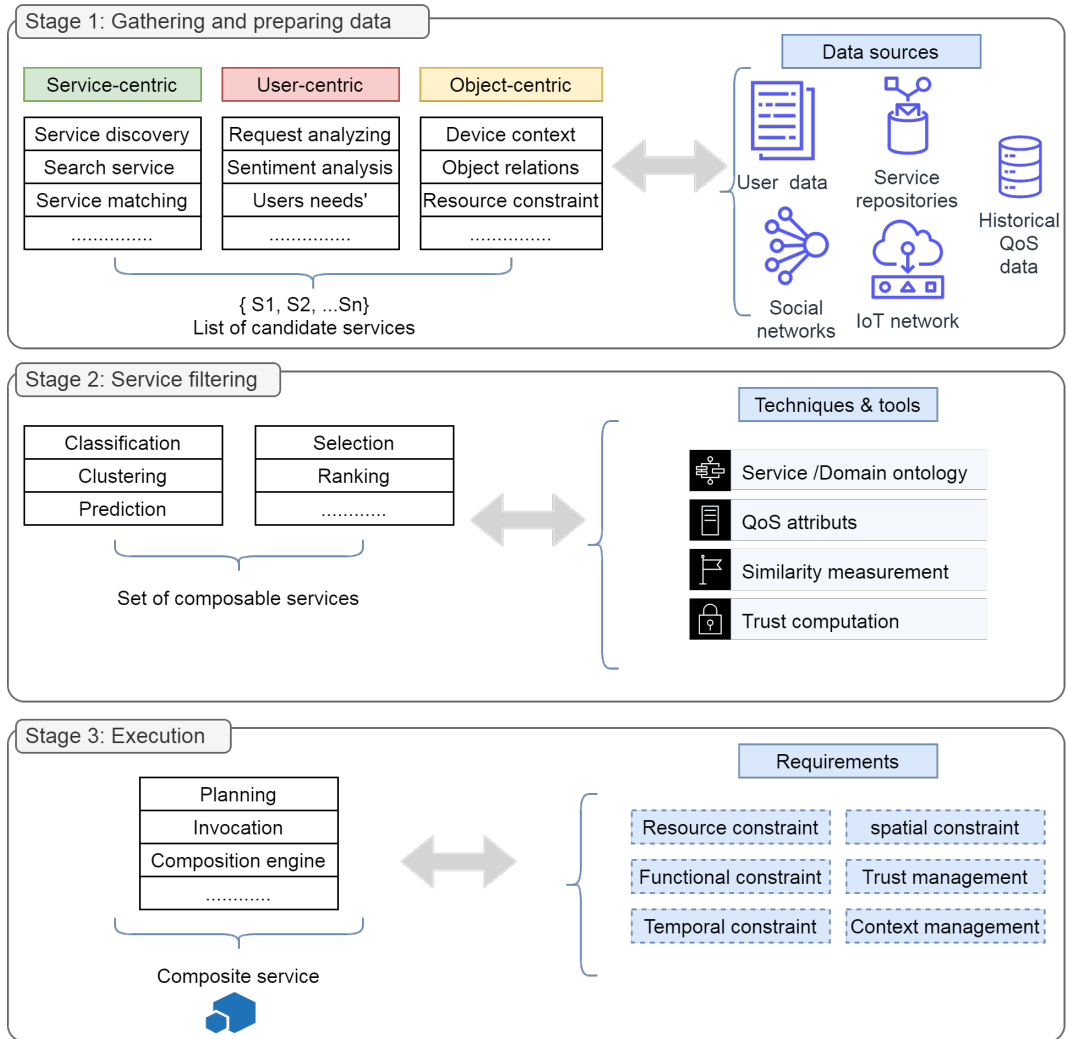 Stage 1: Gathering and preparing data
Service-centric
Service discovery
Search service
Service matching
...............
User-centric
Request analyzing
Sentiment analysis
Users needs'
...............
Object-centric
Device context
Object relations
Resource constraint
...............
{ S1, S2, ...Sn}
List of candidate services
Data sources
User data
Service
repositories
Historical
QoS
data
Social
networks
IoT network
Stage 2: Service filtering
Classification
Clustering
Prediction
Selection
Ranking
............
Set of composable services
Techniques & tools
Service /Domain ontology
QoS attributs
Similarity measurement
Trust computation
Stage 3: Execution
Planning
Invocation
Composition engine
............
Composite service
Requirements
Resource constraint
spatial constraint
Functional constraint
Trust management
Temporal constraint
Context management